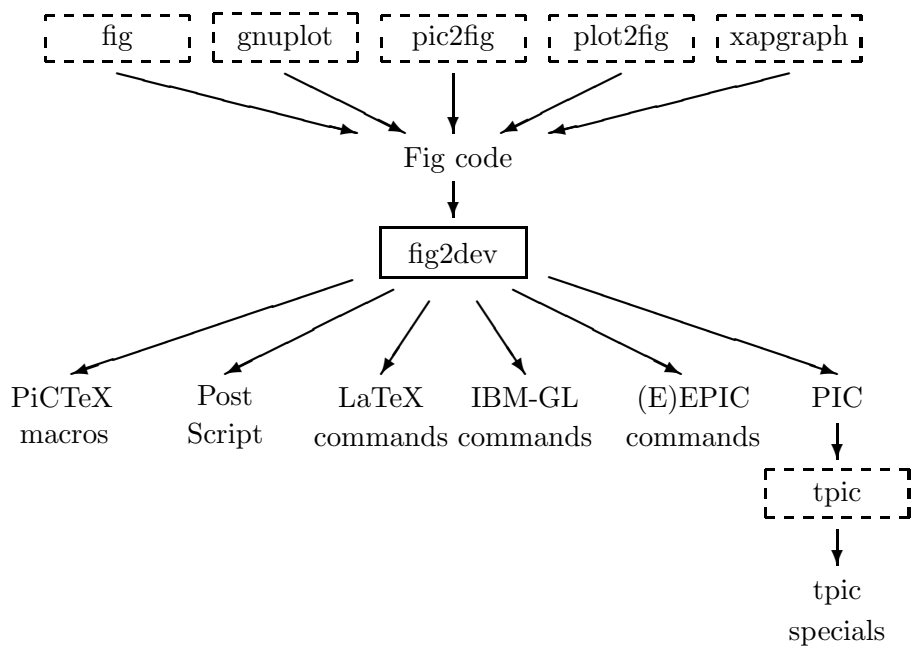 fig
gnuplot
pic2fig
plot2fig
xapgraph
Fig code
fig2dev
PiCTeX
macros
Post
Script
LaTeX
commands
IBM-GL
commands
(E)EPIC
commands
PIC
tpic
tpic
specials